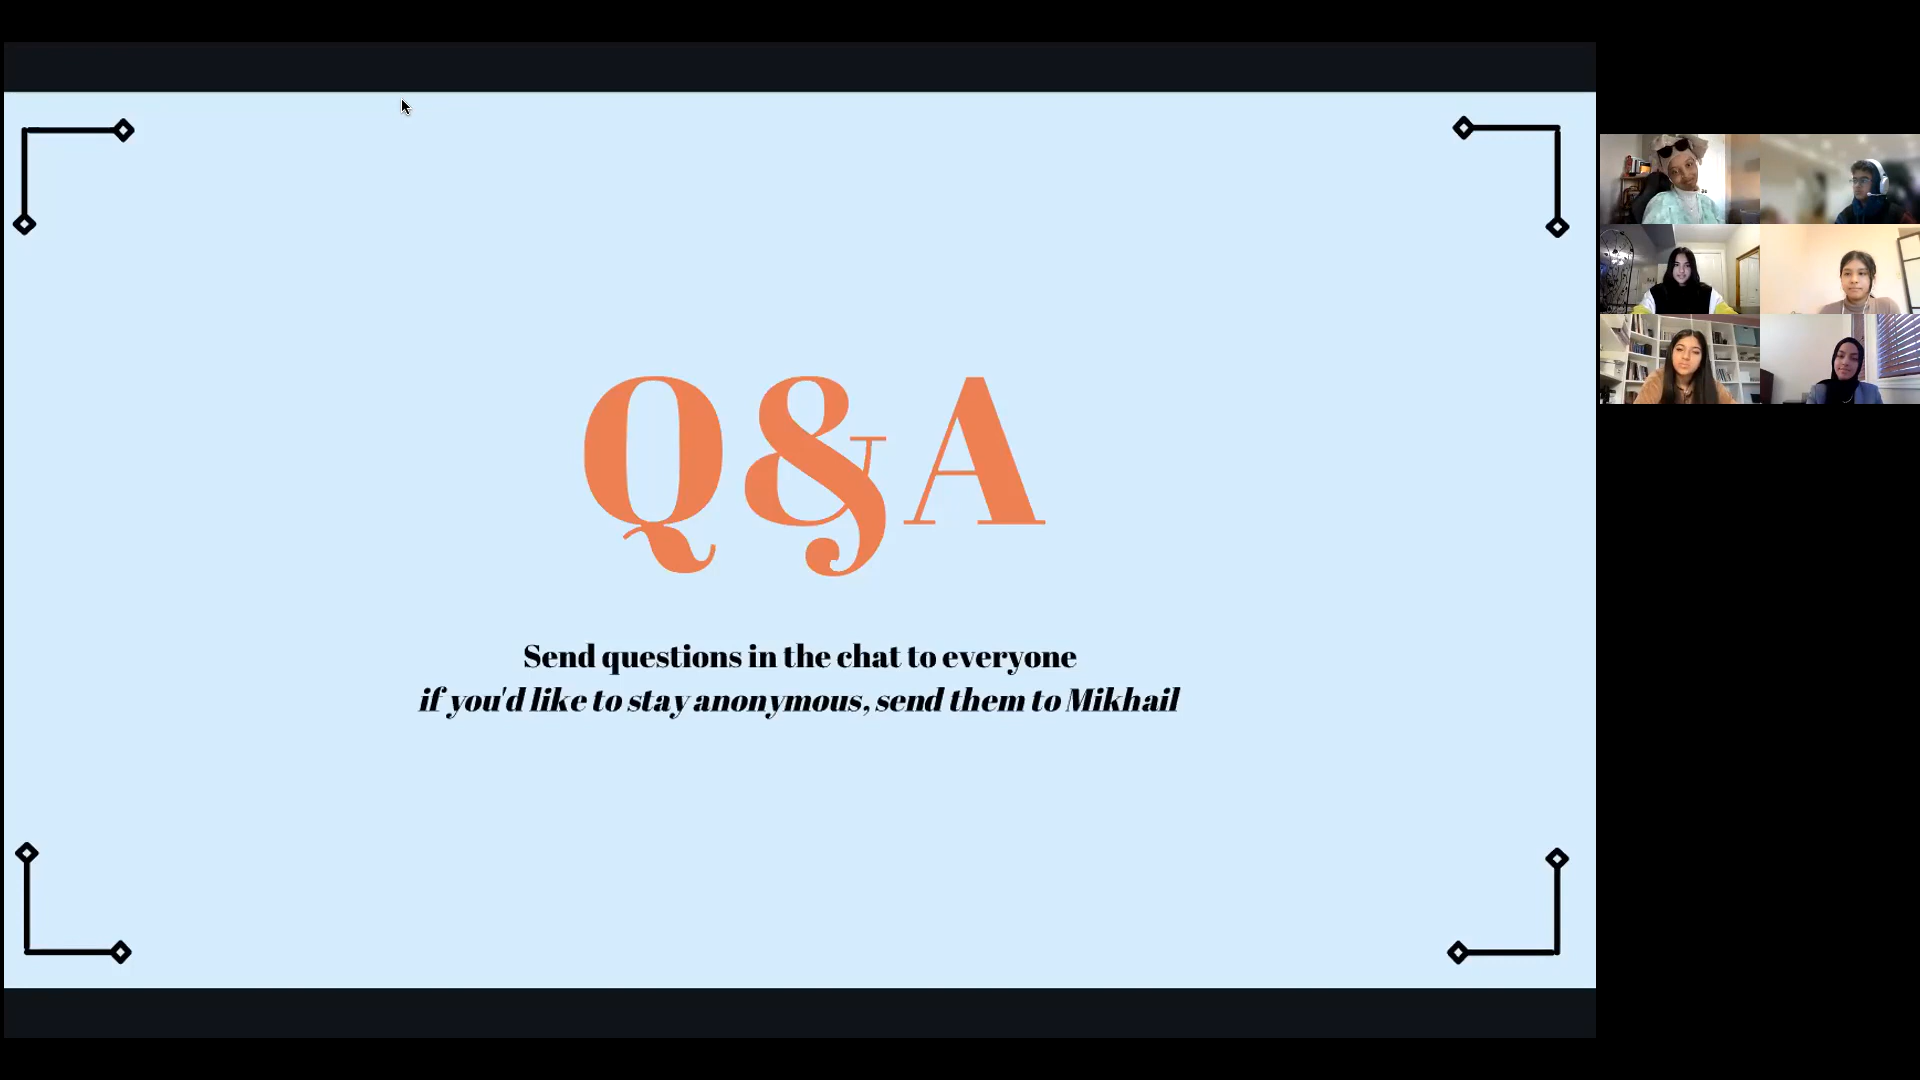 Q&A
Send questions in the chat to everyone
if you'd like to stay anonymous, send them to Mikhail